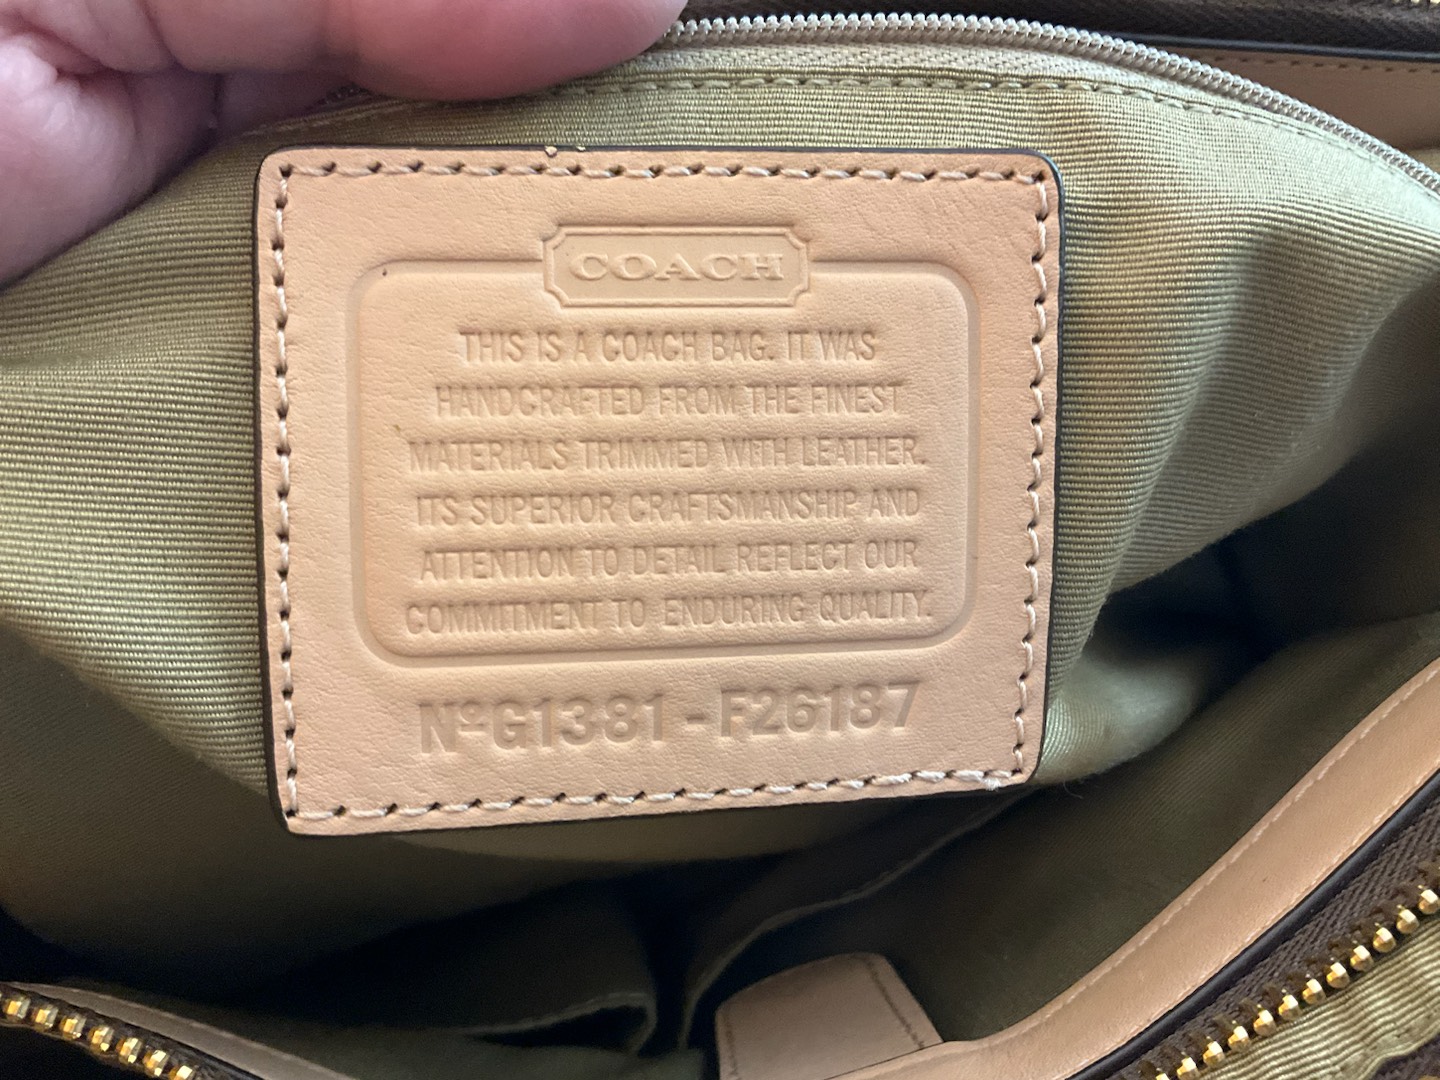 COACH
THIS IS A COACH BAG. IT WAS
HANDCRAFTED FROM THE FINEST
MATERIALS TRIMMED WITH LEATHER.
ITS SUPERIOR CRAFTSMANSHIP AND
ATTENTION TO DETAIL REFLECT OUR
COMMITMENT TO ENDURING QUALITY.
Nº G1381 - F26187